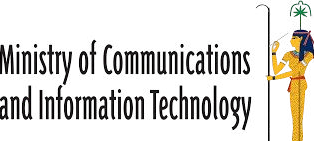 Ministry of Communications
and Information Technology